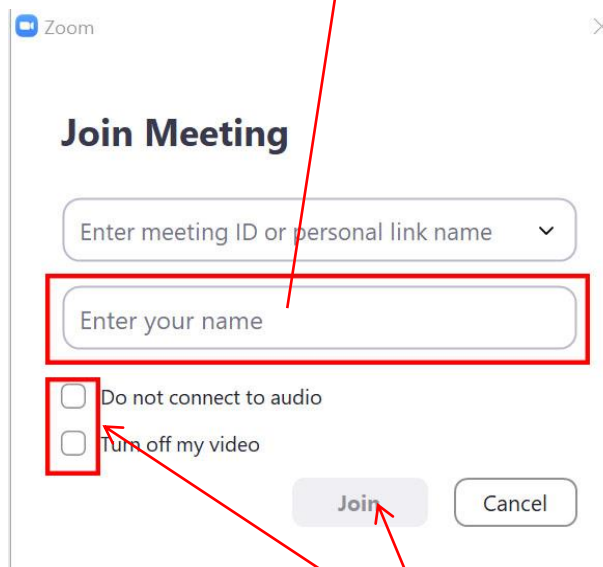 Zoom
Join Meeting
Enter meeting ID or personal link name
Enter your name
Do not connect to audio
Turn off my video
Join Cancel